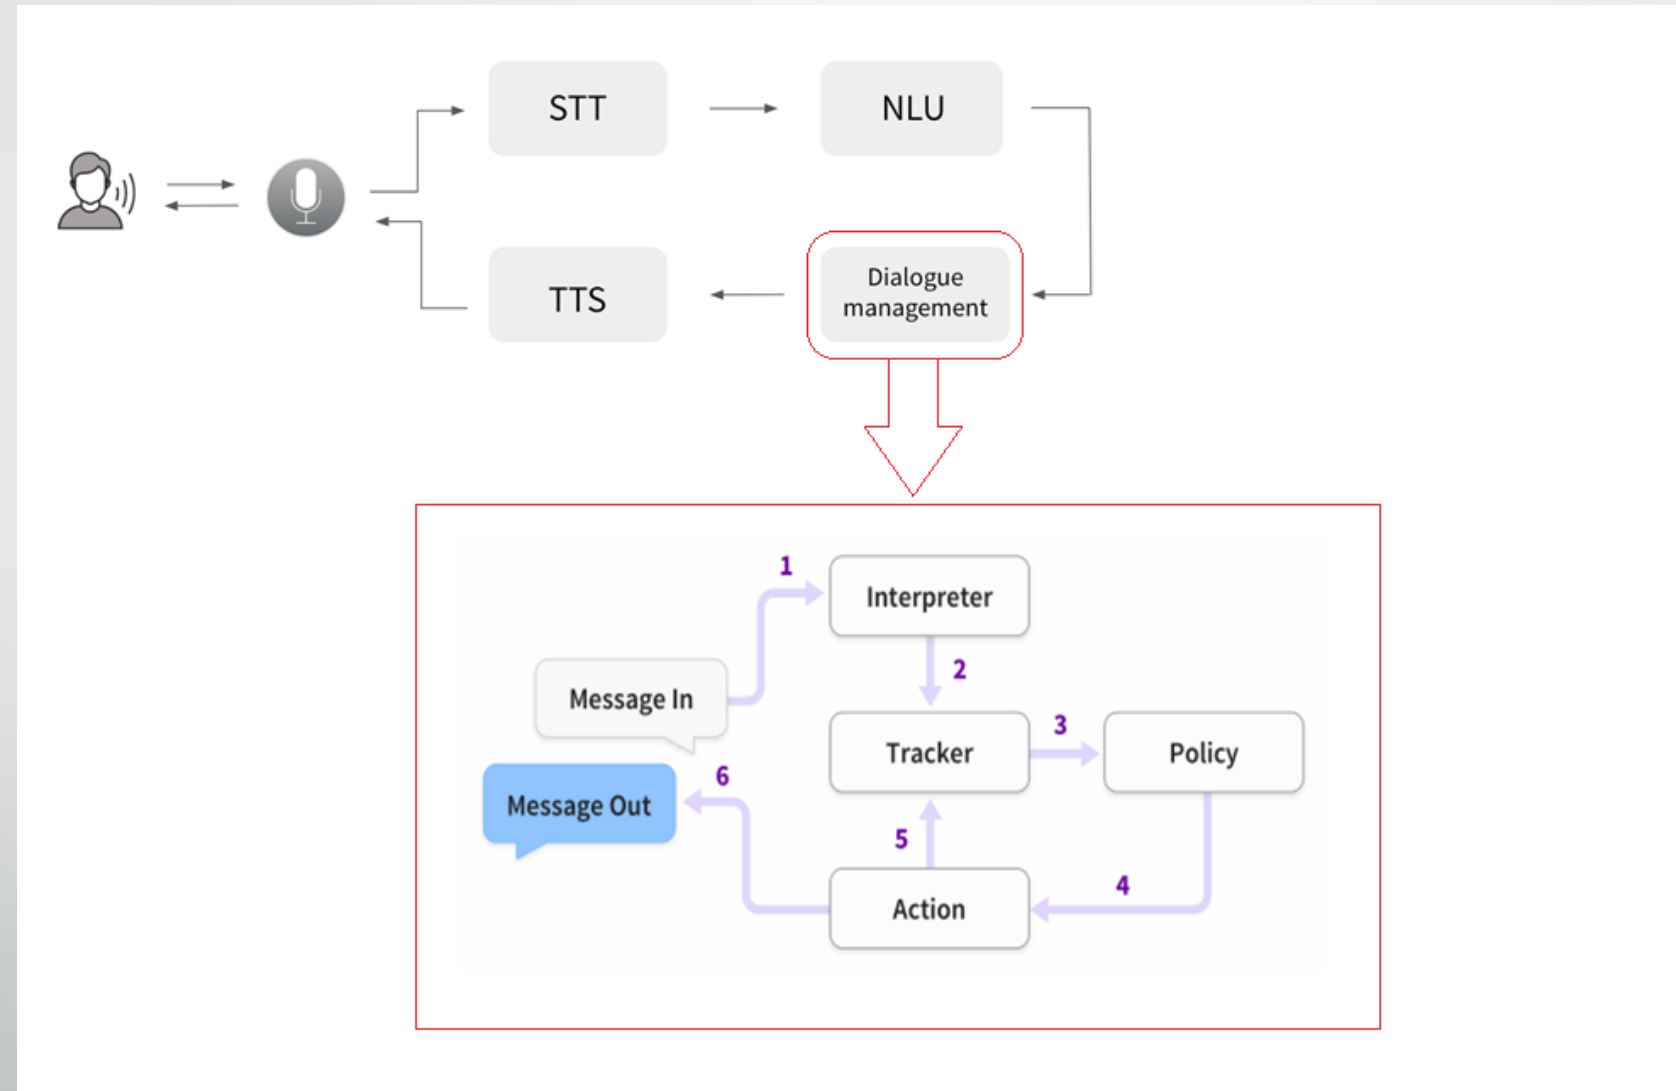 STT
NLU
TTS
Dialogue
management
1
Interpreter
2
Message In
3
Tracker
Policy
6
Message Out
5
4
Action